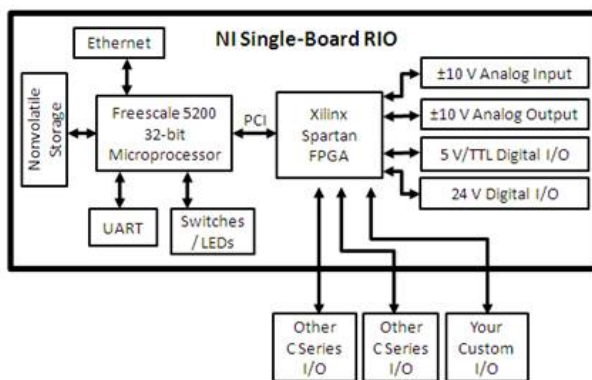 NI Single-Board RIO
Ethernet
Nonvolatile
Storage
Freescale 5200
32-bit
Microprocessor
PCI
Xilinx
Spartan
FPGA
±10 V Analog Input
±10 V Analog Output
5 V/TTL Digital I/O
24 V Digital I/O
UART
Switches
/ LEDs
Other
C Series
I/O
Other
C Series
I/O
Your
Custom
I/O